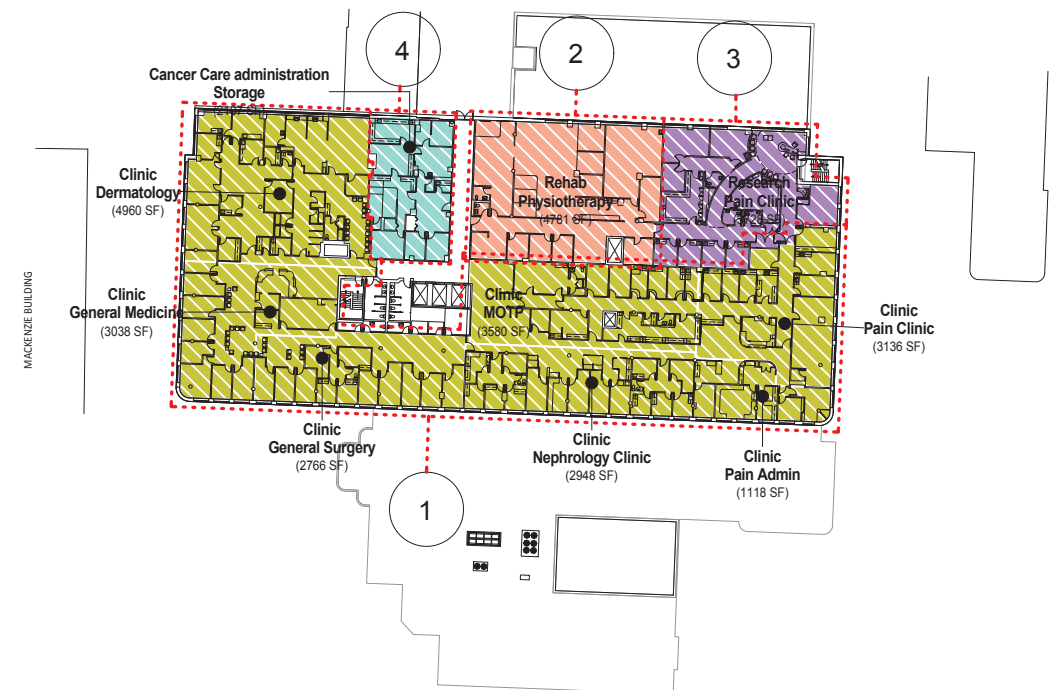 4
2
3
Cancer Care administration
Storage
Clinic
Dermatology
(4960 SF)
Rehab
Physiotherapy
(4781 SF)
Research
Pain Clinic
MACKENZIE BUILDING
Clinic
General Medicine
(3038 SF)
Clinic
MOTP
(3580 SF)
Clinic
Pain Clinic
(3136 SF)
Clinic
General Surgery
(2766 SF)
Clinic
Nephrology Clinic
(2948 SF)
Clinic
Pain Admin
(1118 SF)
1